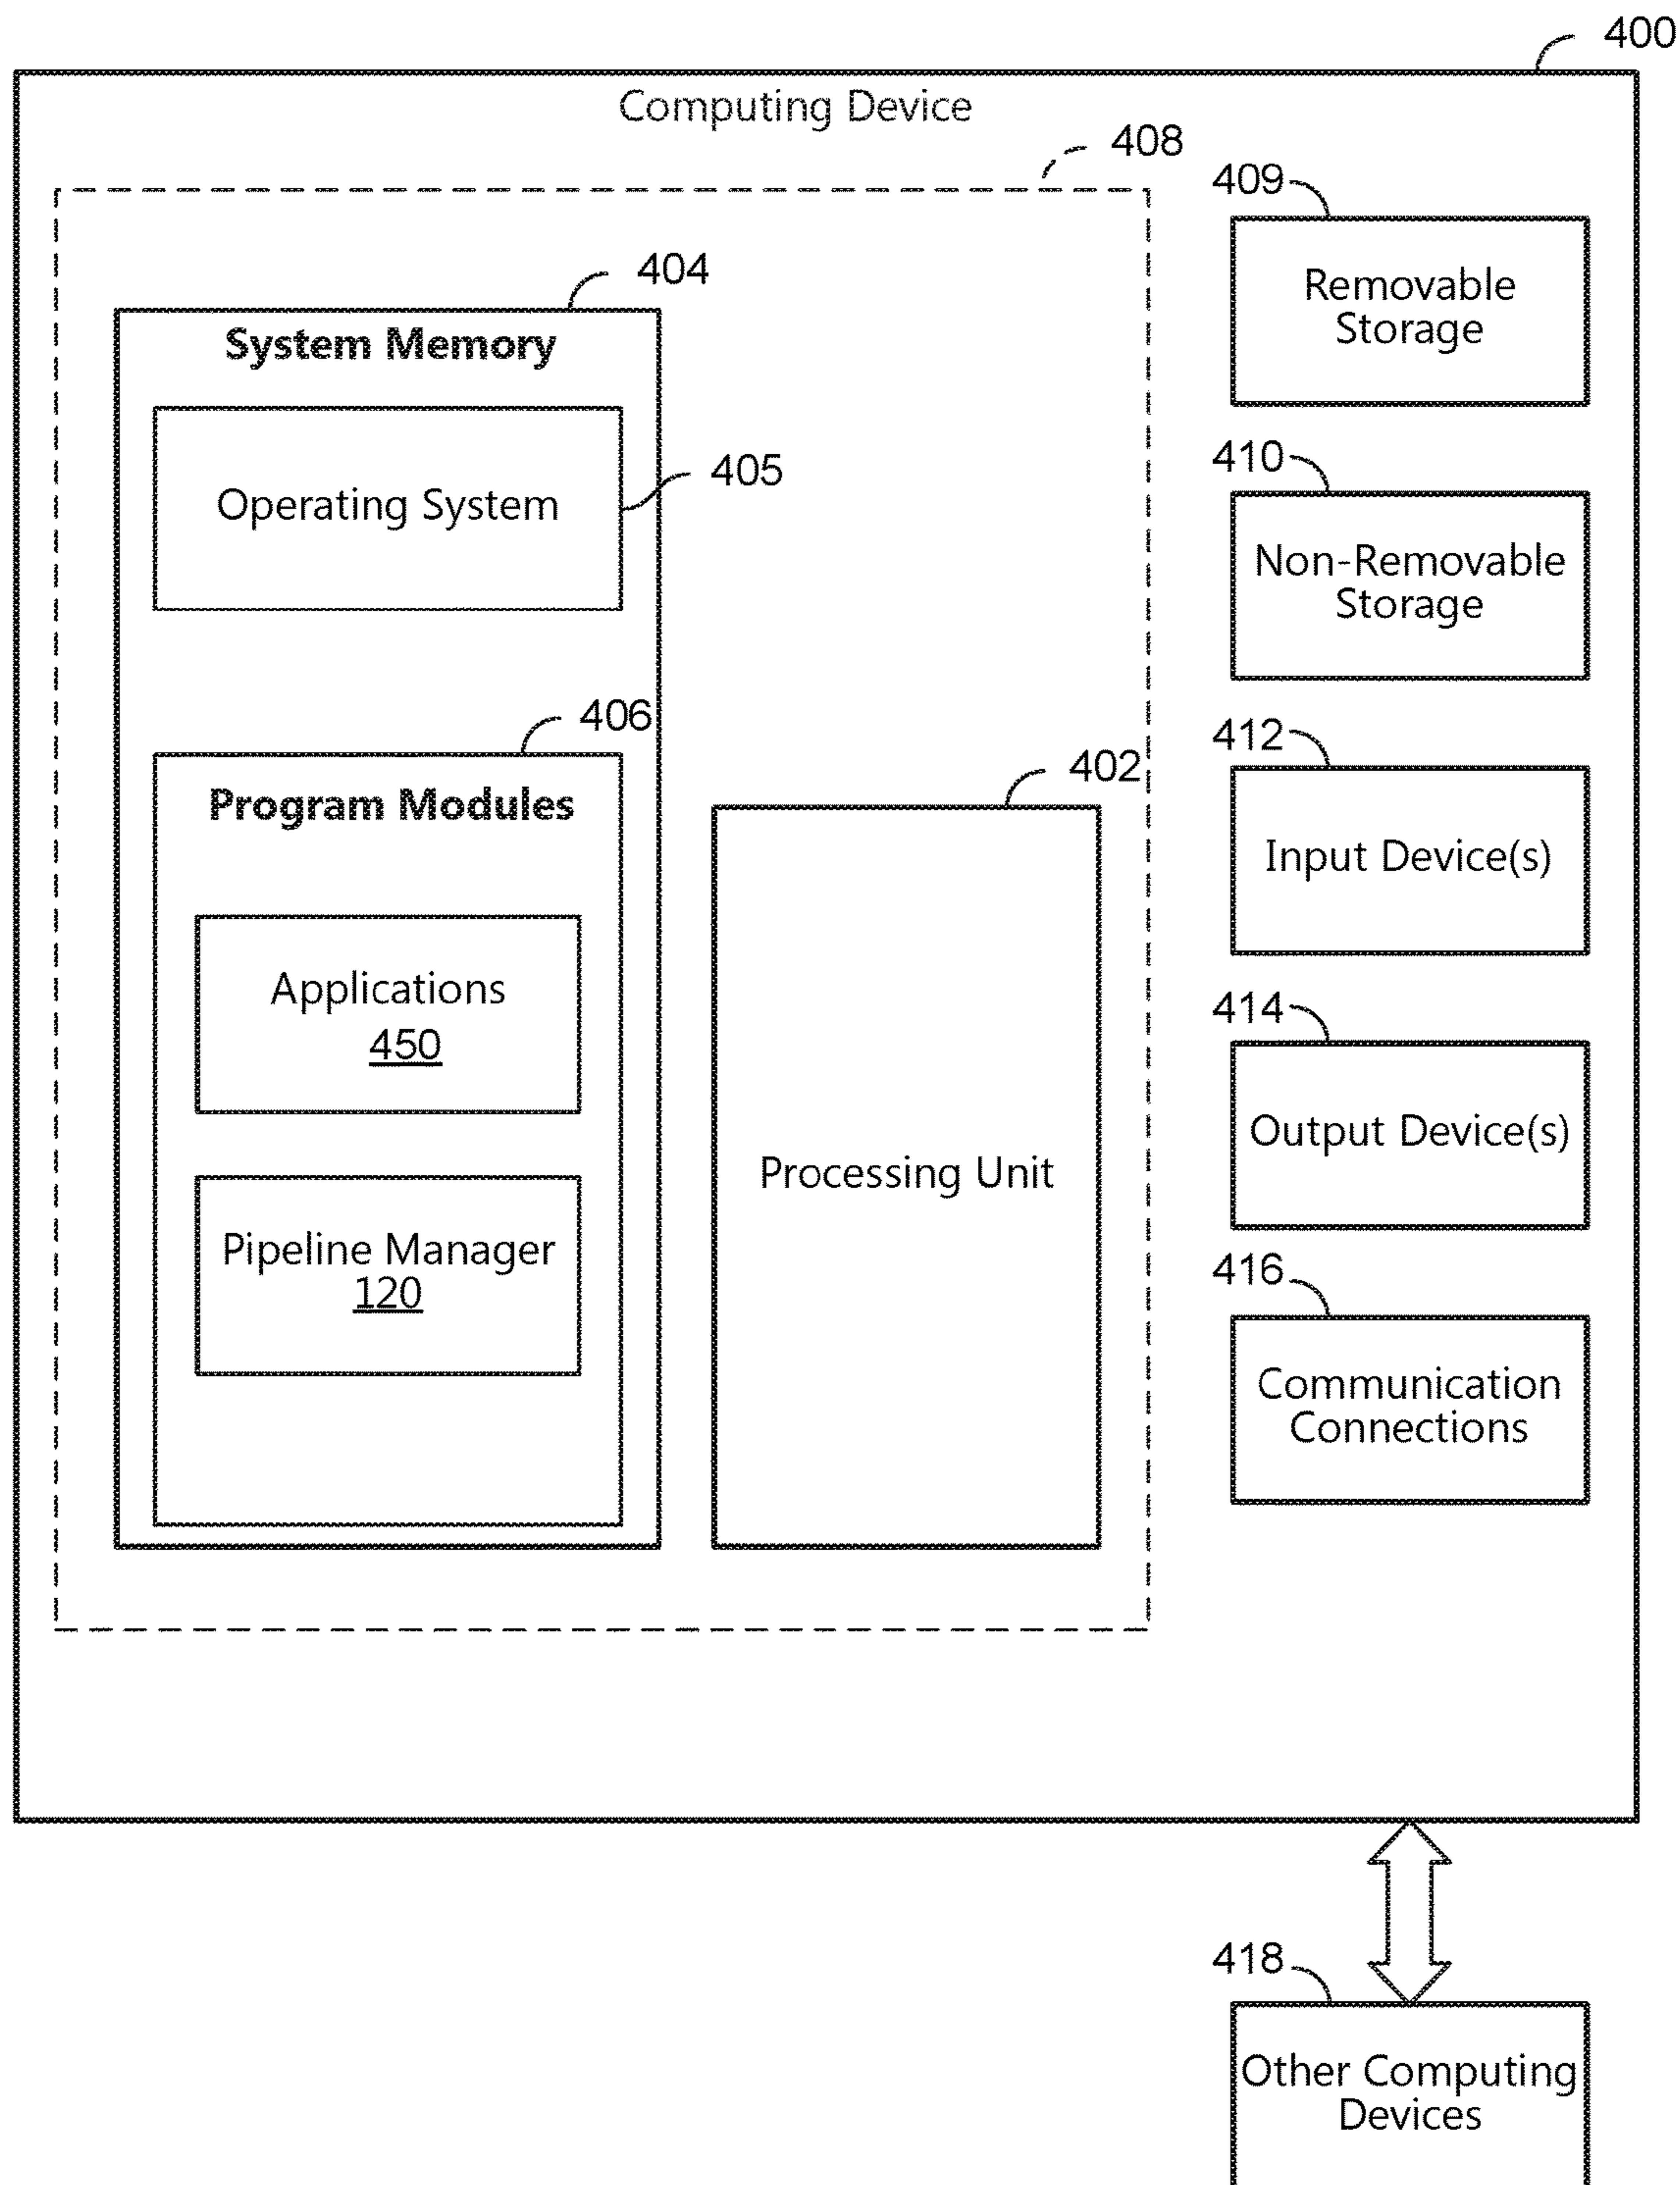 400
Computing Device
408
409
Removable
Storage
404
System Memory
Operating System
405
410
Non-Removable
Storage
406
Program Modules
402
412
Input Device(s)
Applications
450
Processing Unit
414
Output Device(s)
Pipeline Manager
120
416
Communication
Connections
418
Other Computing
Devices